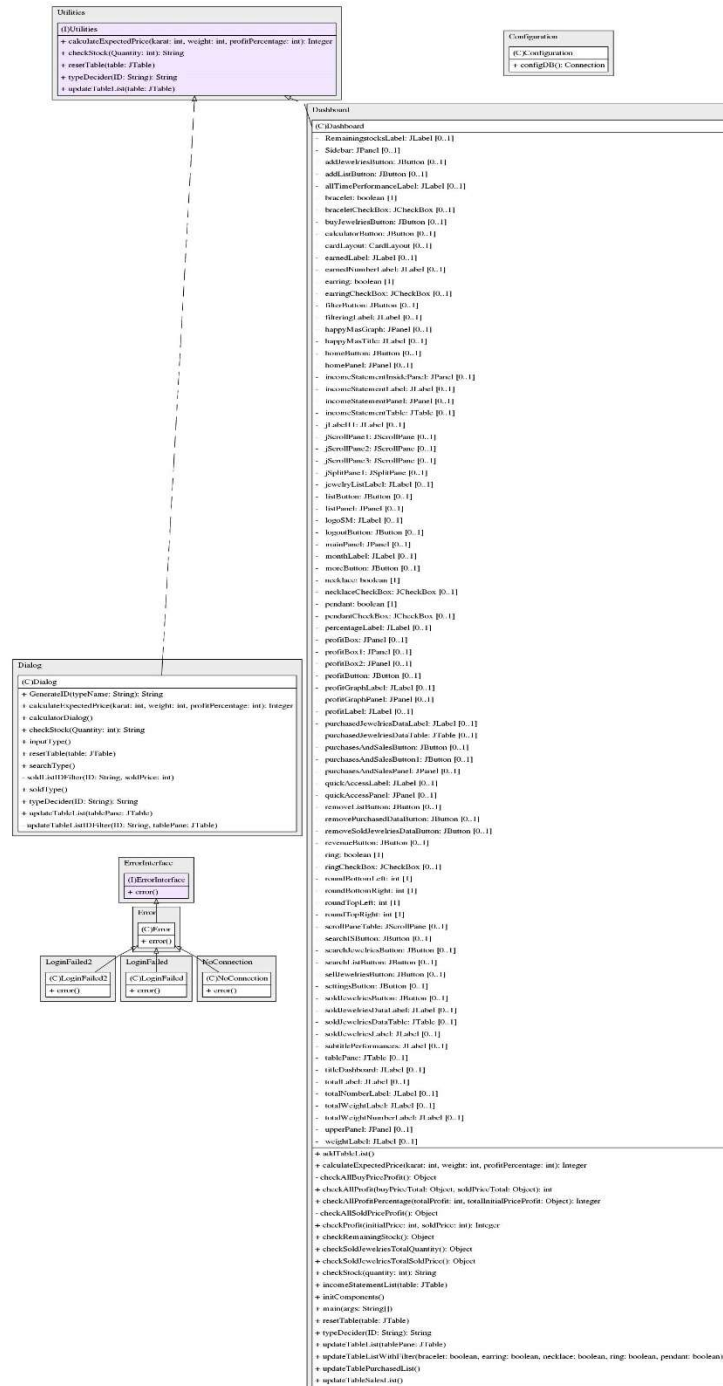 Utilities
(I)Utilities
+ calculateExpectedPrice(karat: int, weight: int, profitPercentage: int): Integer
+ checkStock(Quantity: int): String
+ resetTable(table: JTable)
+ typeDecider(ID: String): String
+ updateTableList(table: JTable)
Configuration
(C)Configuration
+ configDB(): Connection
Dashboard
(C)Dashboard
- RemainingstocksLabel: JLabel [0..1]
- Sidebar: JPanel [0..1]
addJewelriesButton: JButton [0..1]
addListButton: JButton [0..1]
- allTimePerformanceLabel: JLabel [0..1]
bracelet: boolean [1]
braceletCheckBox: JCheckBox [0..1]
- buyJewelriesButton: JButton [0..1]
calculatorButton: JButton [0..1]
cardLayout: CardLayout [0..1]
- earnedLabel: JLabel [0..1]
earnedNumberLabel: JLabel [0..1]
earring: boolean [1]
earringCheckBox: JCheckBox [0..1]
- filterButton: JButton [0..1]
filteringLabel: JLabel [0..1]
happyMasGraph: JPanel [0..1]
- happyMasTitle: JLabel [0..1]
- homeButton: JButton [0..1]
homePanel: JPanel [0..1]
- incomeStatementInsidePanel: JPanel [0..1]
- incomeStatementLabel: JLabel [0..1]
incomeStatementPanel: JPanel [0..1]
- incomeStatementTable: JTable [0..1]
- jLabel11: JLabel [0..1]
jScrollPane1: JScrollPane [0..1]
- jScrollPane2: JScrollPane [0..1]
- jScrollPane3: JScrollPane [0..1]
- jSplitPane1: JSplitPane [0..1]
- jewelryListLabel: JLabel [0..1]
- listButton: JButton [0..1]
- listPanel: JPanel [0..1]
- logoSM: JLabel [0..1]
- logoutButton: JButton [0..1]
- mainPanel: JPanel [0..1]
- monthLabel: JLabel [0..1]
- moreButton: JButton [0..1]
- necklace: boolean [1]
- necklaceCheckBox: JCheckBox [0..1]
- pendant: boolean [1]
- pendantCheckBox: JCheckBox [0..1]
- percentageLabel: JLabel [0..1]
- profitBox: JPanel [0..1]
- profitBox1: JPanel [0..1]
- profitBox2: JPanel [0..1]
- profitButton: JButton [0..1]
- profitGraphLabel: JLabel [0..1]
profitGraphPanel: JPanel [0..1]
- profitLabel: JLabel [0..1]
- purchasedJewelriesDataLabel: JLabel [0..1]
purchasedJewelriesDataTable: JTable [0..1]
- purchasesAndSalesButton: JButton [0..1]
- purchasesAndSalesButton1: JButton [0..1]
purchasesAndSalesPanel: JPanel [0..1]
- quickAccessLabel: JLabel [0..1]
- quickAccessPanel: JPanel [0..1]
removeListButton: JButton [0..1]
removePurchasedDataButton: JButton [0..1]
- removeSoldJewelriesDataButton: JButton [0..1]
- revenueButton: JButton [0..1]
ring: boolean [1]
ringCheckBox: JCheckBox [0..1]
- roundBottomLeft: int [1]
roundBottomRight: int [1]
- roundTopLeft: int [1]
- roundTopRight: int [1]
- scrollPaneTable: JScrollPane [0..1]
searchISButton: JButton [0..1]
- searchJewelriesButton: JButton [0..1]
- searchListButton: JButton [0..1]
sellJewelriesButton: JButton [0..1]
- settingsButton: JButton [0..1]
- soldJewelriesButton: JButton [0..1]
- soldJewelriesDataLabel: JLabel [0..1]
- soldJewelriesDataTable: JTable [0..1]
- soldJewelriesLabel: JLabel [0..1]
- subtitlePerformances: JLabel [0..1]
- tablePane: JTable [0..1]
- titleDashboard: JLabel [0..1]
- totalLabel: JLabel [0..1]
- totalNumberLabel: JLabel [0..1]
- totalWeightLabel: JLabel [0..1]
- totalWeightNumberLabel: JLabel [0..1]
- upperPanel: JPanel [0..1]
- weightLabel: JLabel [0..1]
+ addTableList()
+ calculateExpectedPrice(karat: int, weight: int, profitPercentage: int): Integer
- checkAllBuyPriceProfit(): Object
+ checkAllProfit(buyPriceTotal: Object, soldPriceTotal: Object): int
+ checkAllProfitPercentage(totalProfit: int, totalInitialPriceProfit: Object): Integer
- checkAllSoldPriceProfit(): Object
+ checkProfit(initialPrice: int, soldPrice: int): Integer
+ checkRemainingStock(): Object
+ checkSoldJewelriesTotalQuantity(): Object
+ checkSoldJewelriesTotalSoldPrice(): Object
+ checkStock(quantity: int): String
+ incomeStatementList(table: JTable)
+ initComponents()
+ main(args: String[])
+ resetTable(table: JTable)
+ typeDecider(ID: String): String
+ updateTableList(tablePane: JTable)
+ updateTableListWithFilter(bracelet: boolean, earring: boolean, necklace: boolean, ring: boolean, pendant: boolean)
+ updateTablePurchasedList()
+ updateTableSalesList()
Dialog
(C)Dialog
+ GenerateID(typeName: String): String
+ calculateExpectedPrice(karat: int, weight: int, profitPercentage: int): Integer
+ calculatorDialog()
+ checkStock(Quantity: int): String
+ inputType()
+ resetTable(table: JTable)
+ searchType()
- soldListIDFilter(ID: String, soldPrice: int)
+ soldType()
+ typeDecider(ID: String): String
+ updateTableList(tablePane: JTable)
updateTableListIDFilter(ID: String, tablePane: JTable)
ErrorInterface
(I)ErrorInterface
+ error()
Error
(C)Error
+ error()
LoginFailed2
(C)LoginFailed2
+ error()
LoginFailed
(C)LoginFailed
+ error()
NoConnection
(C)NoConnection
+ error()